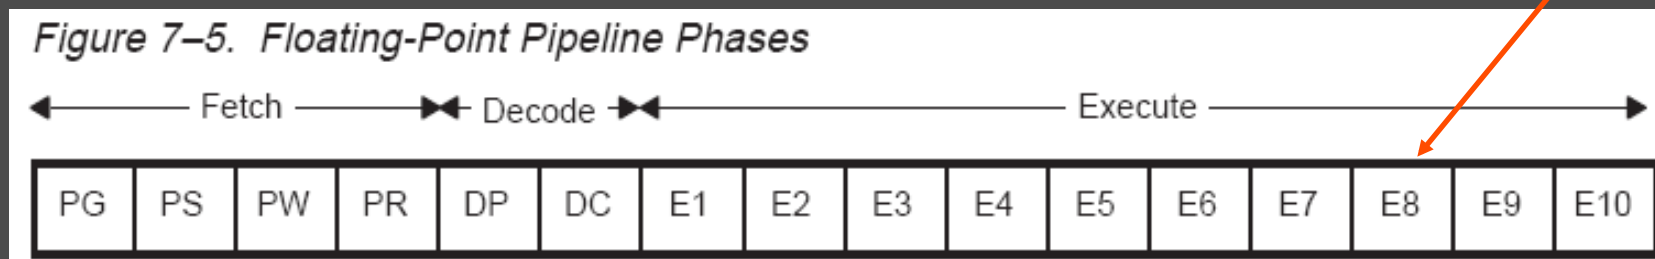 Figure 7–5. Floating-Point Pipeline Phases
Fetch Decode Execute
PG PS PW PR DP DC E1 E2 E3 E4 E5 E6 E7 E8 E9 E10